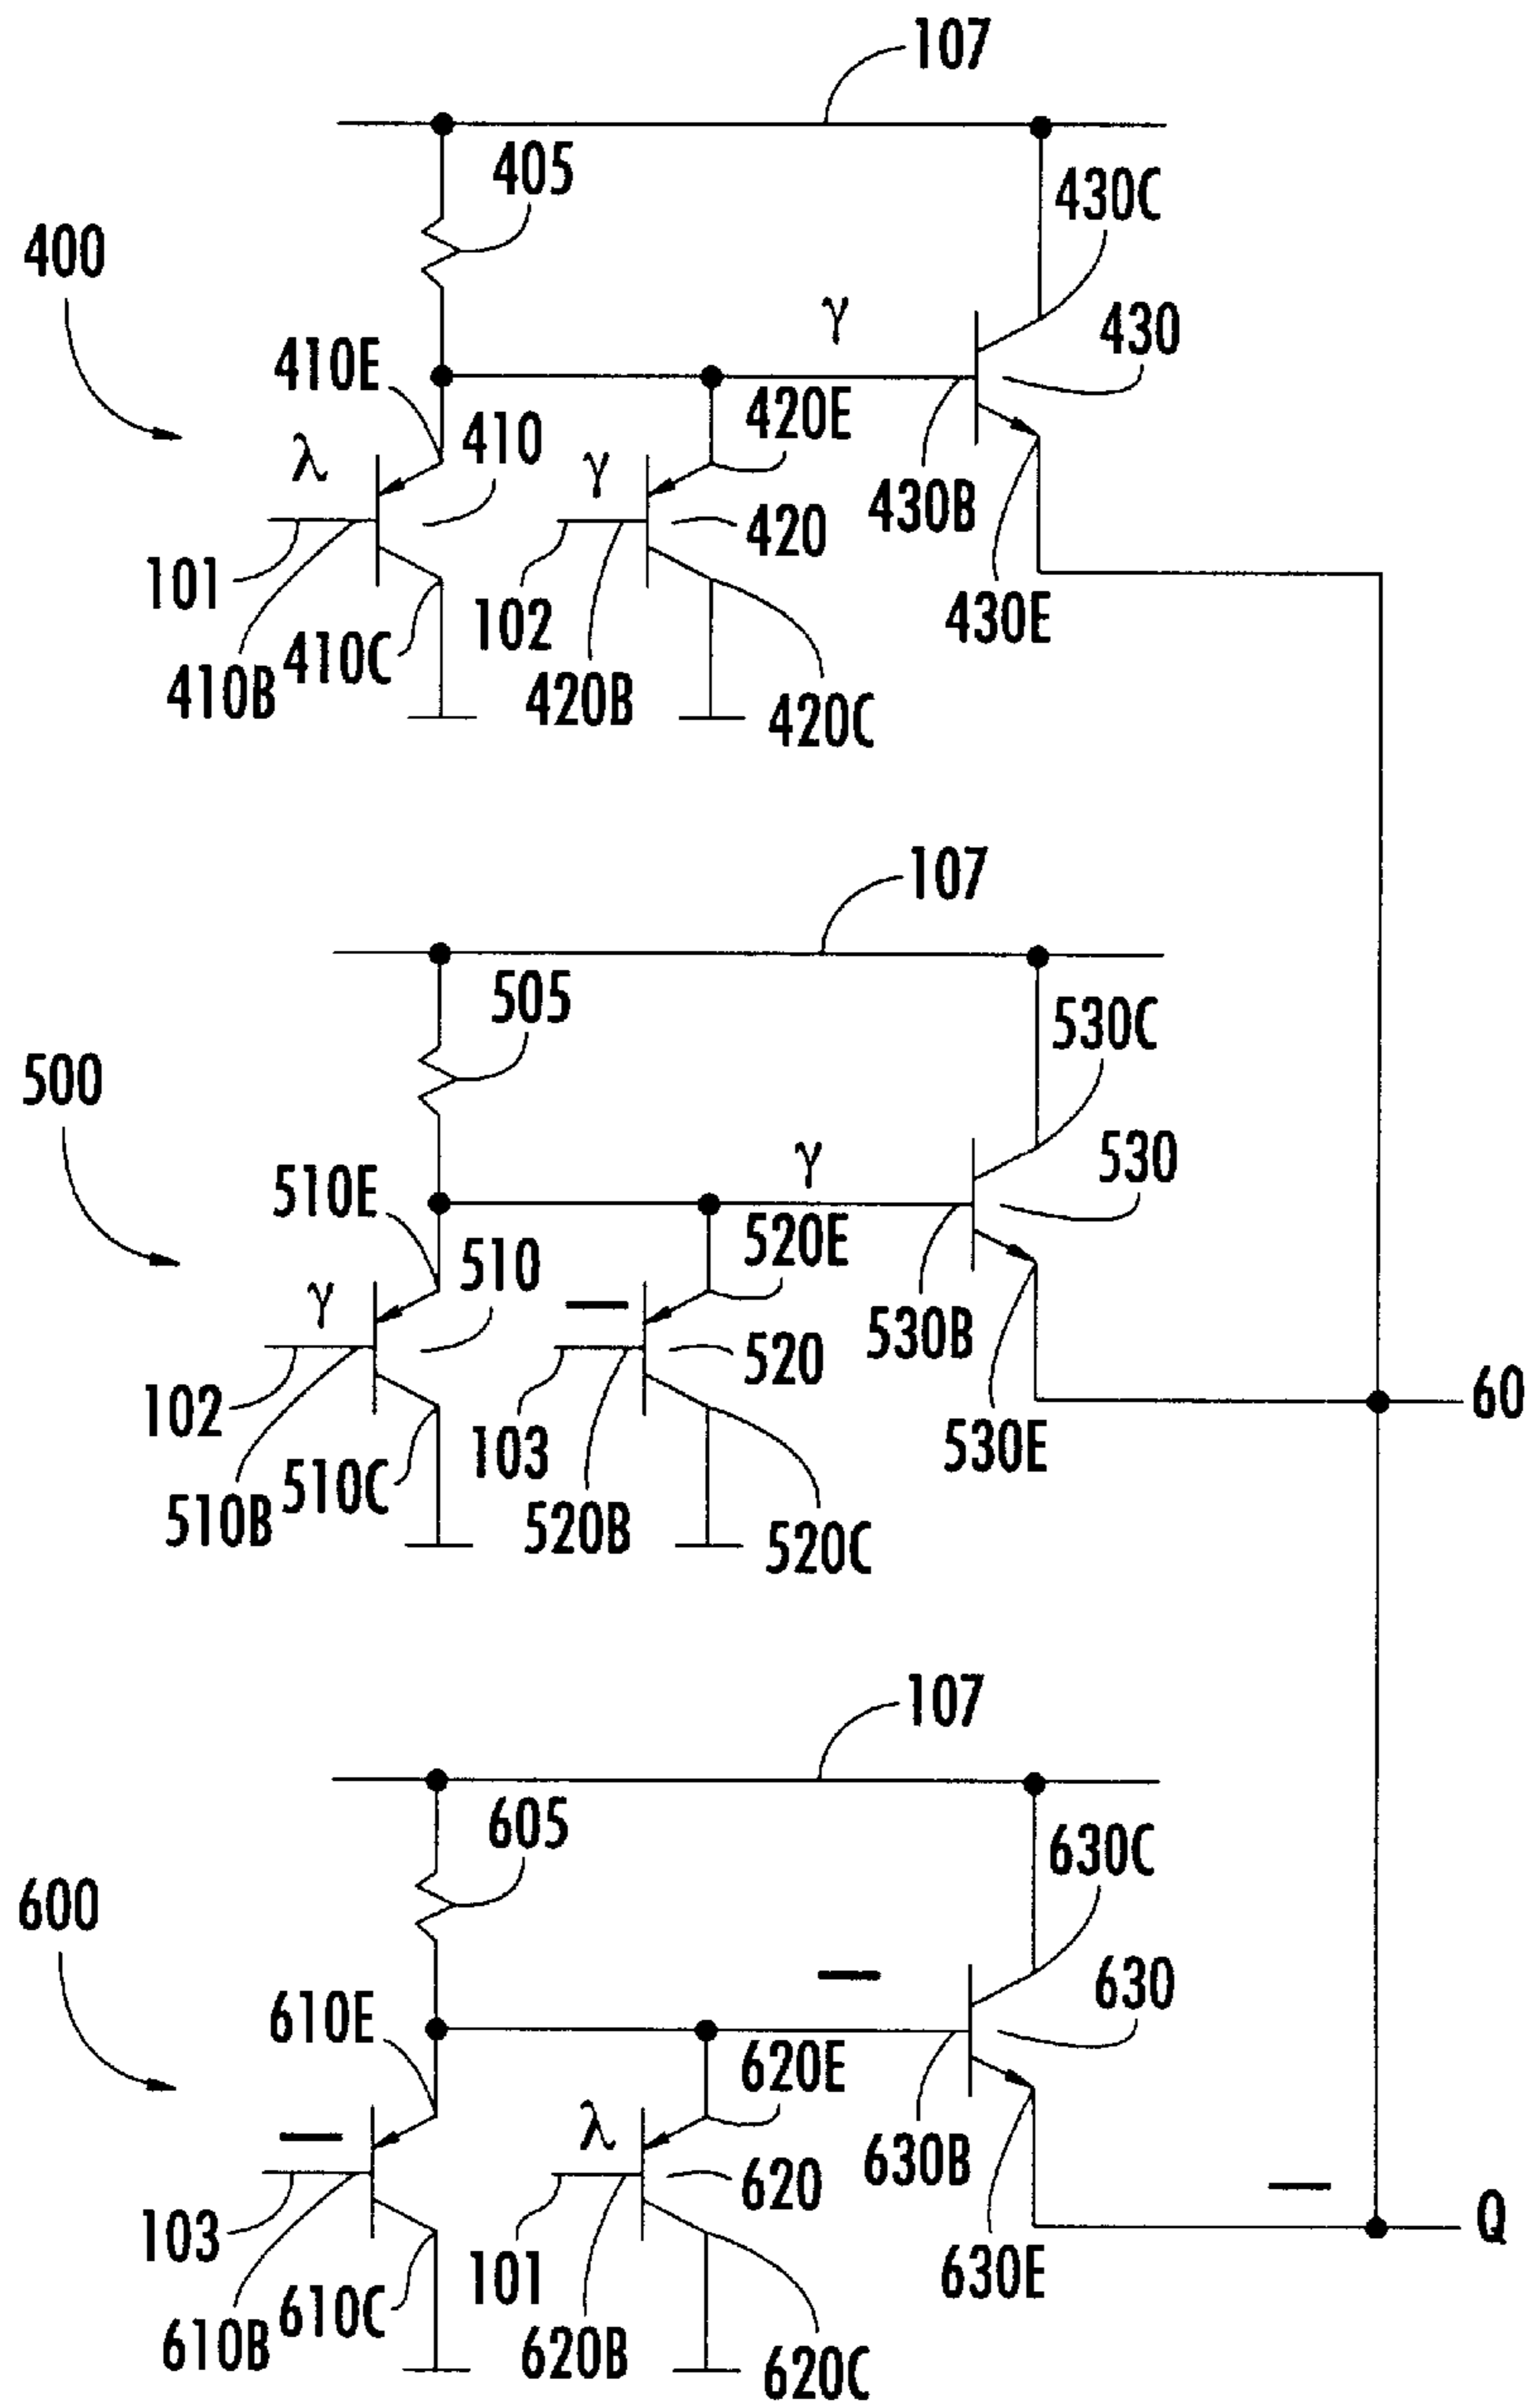 107
405
430C
400
γ
430
410E
420E
λ
410
γ
430B
420
101
102
430E
410C
410B
420B
420C
107
505
530C
500
γ
530
510E
520E
510
γ
—
530B
520
60
102
103
530E
510C
510B
520B
520C
107
605
630C
600
—
630
610E
620E
—
λ
630B
620
—
Q
103
101
630E
610C
610B
620B
620C